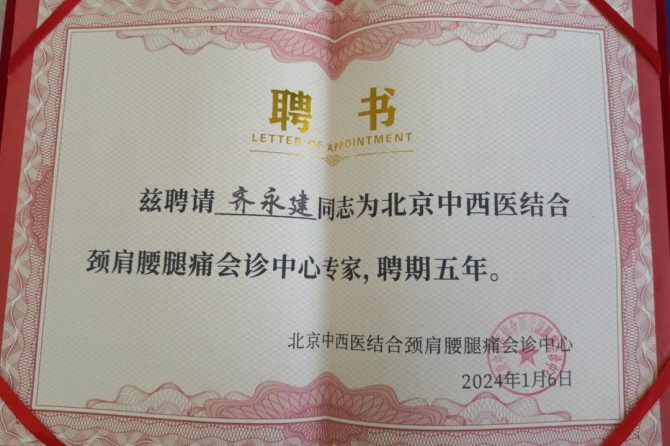 聘 书
LETTER OF APPOINTMENT
兹聘请 齐永建 同志为北京中西医结合
颈肩腰腿痛会诊中心专家，聘期五年。
北京中西医结合颈肩腰腿痛会诊中心
2024年1月6日